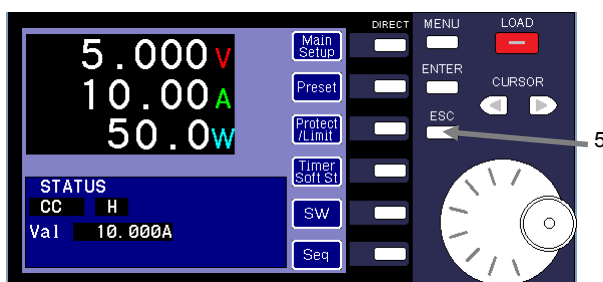 5.000V
10.00A
50.0W
STATUS
CC H
Val 10.000A
Main
Setup
Preset
Protect
/Limit
Timer
Soft St
SW
Seq
DIRECT
MENU
LOAD
ENTER
CURSOR
ESC
5